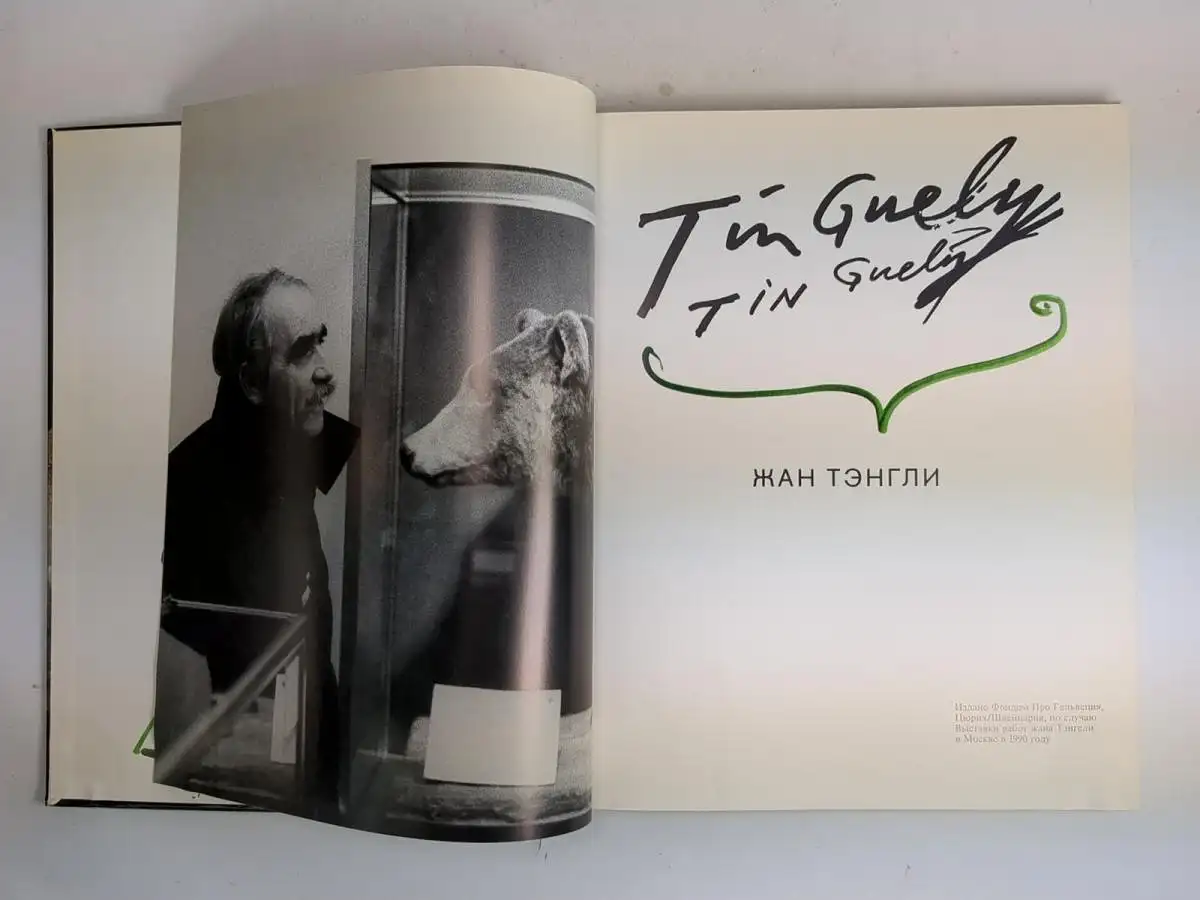 Tin Guely
Tin Guely
ЖАН ТЭНГЛИ
Издано Фондом Про Гельвеция,
Цюрих/Швейцария, по случаю
Выставки работ жана Тэнгли
в Москве в 1990 году